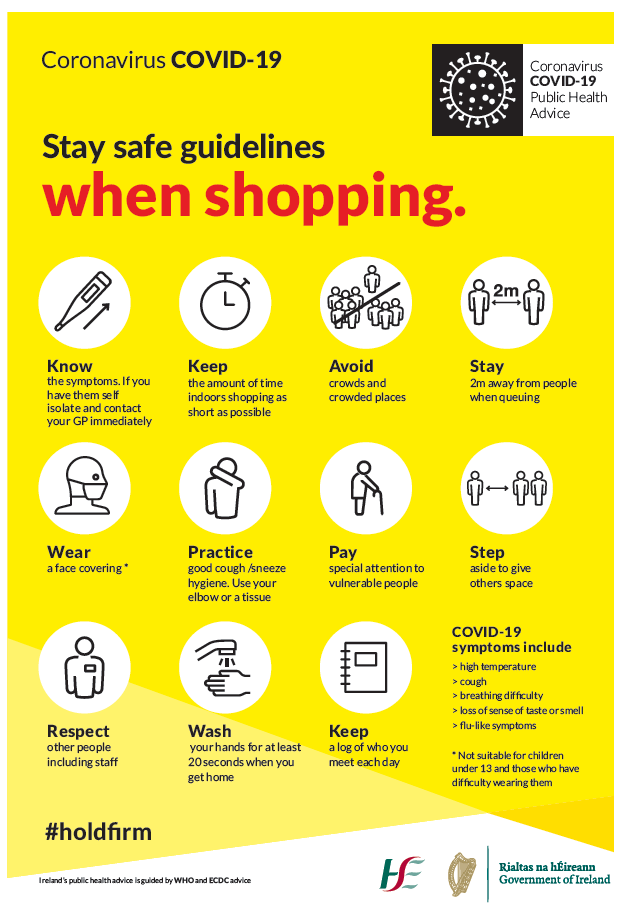 Coronavirus COVID-19
Coronavirus
COVID-19
Public Health
Advice
Stay safe guidelines
when shopping.
Know
the symptoms. If you
have them self
isolate and contact
your GP immediately
Keep
the amount of time
indoors shopping as
short as possible
Avoid
crowds and
crowded places
2m
Stay
2m away from people
when queuing
Wear
a face covering *
Practice
good cough /sneeze
hygiene. Use your
elbow or a tissue
Pay
special attention to
vulnerable people
Step
aside to give
others space
Respect
other people
including staff
Wash
your hands for at least
20 seconds when you
get home
Keep
a log of who you
meet each day
COVID-19
symptoms include
> high temperature
> cough
> breathing difficulty
> loss of sense of taste or smell
> flu-like symptoms
* Not suitable for children
under 13 and those who have
difficulty wearing them
#holdfirm
Ireland's public health advice is guided by WHO and ECDC advice
HSE
Rialtas na hÉireann
Government of Ireland